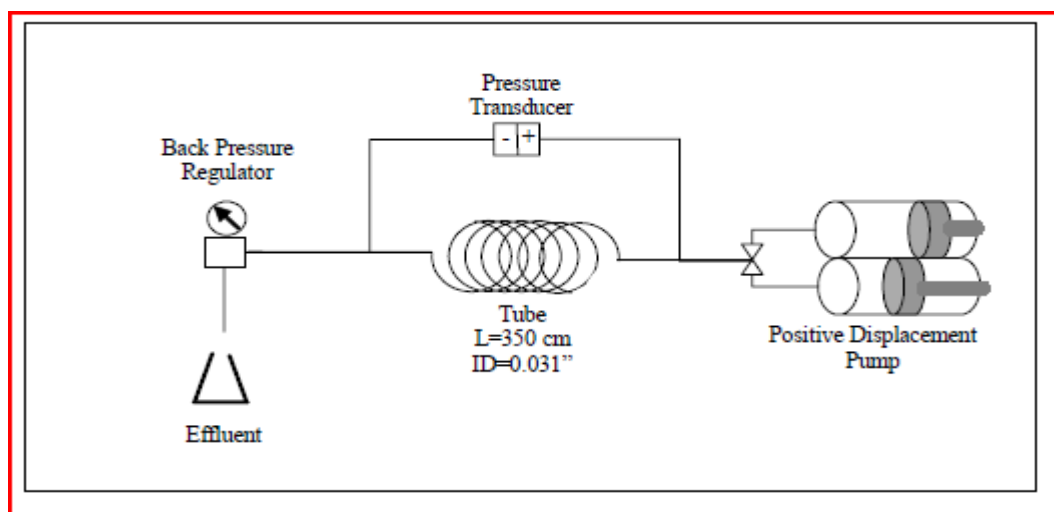 Pressure
Transducer
- +
Back Pressure
Regulator
Tube
L=350 cm
ID=0.031”
Positive Displacement
Pump
Effluent